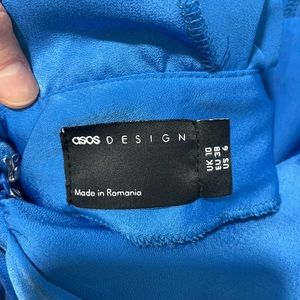 asos DESIGN
Made in Romania
UK 10
EU 38
US 6